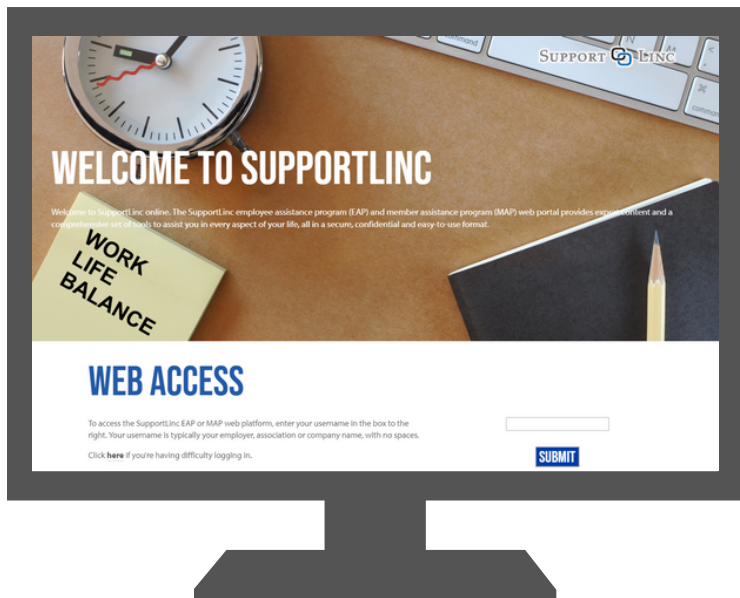 command
N
M
<
⌘
command
SUPPORT LINC
WELCOME TO SUPPORTLINC
Welcome to SupportLinc online. The SupportLinc employee assistance program (EAP) and member assistance program (MAP) web portal provides expert content and a
comprehensive set of tools to assist you in every aspect of your life, all in a secure, confidential and easy-to-use format.
WORK
LIFE
BALANCE
WEB ACCESS
To access the SupportLinc EAP or MAP web platform, enter your username in the box to the
right. Your username is typically your employer, association or company name, with no spaces.
Click here if you're having difficulty logging in.
SUBMIT